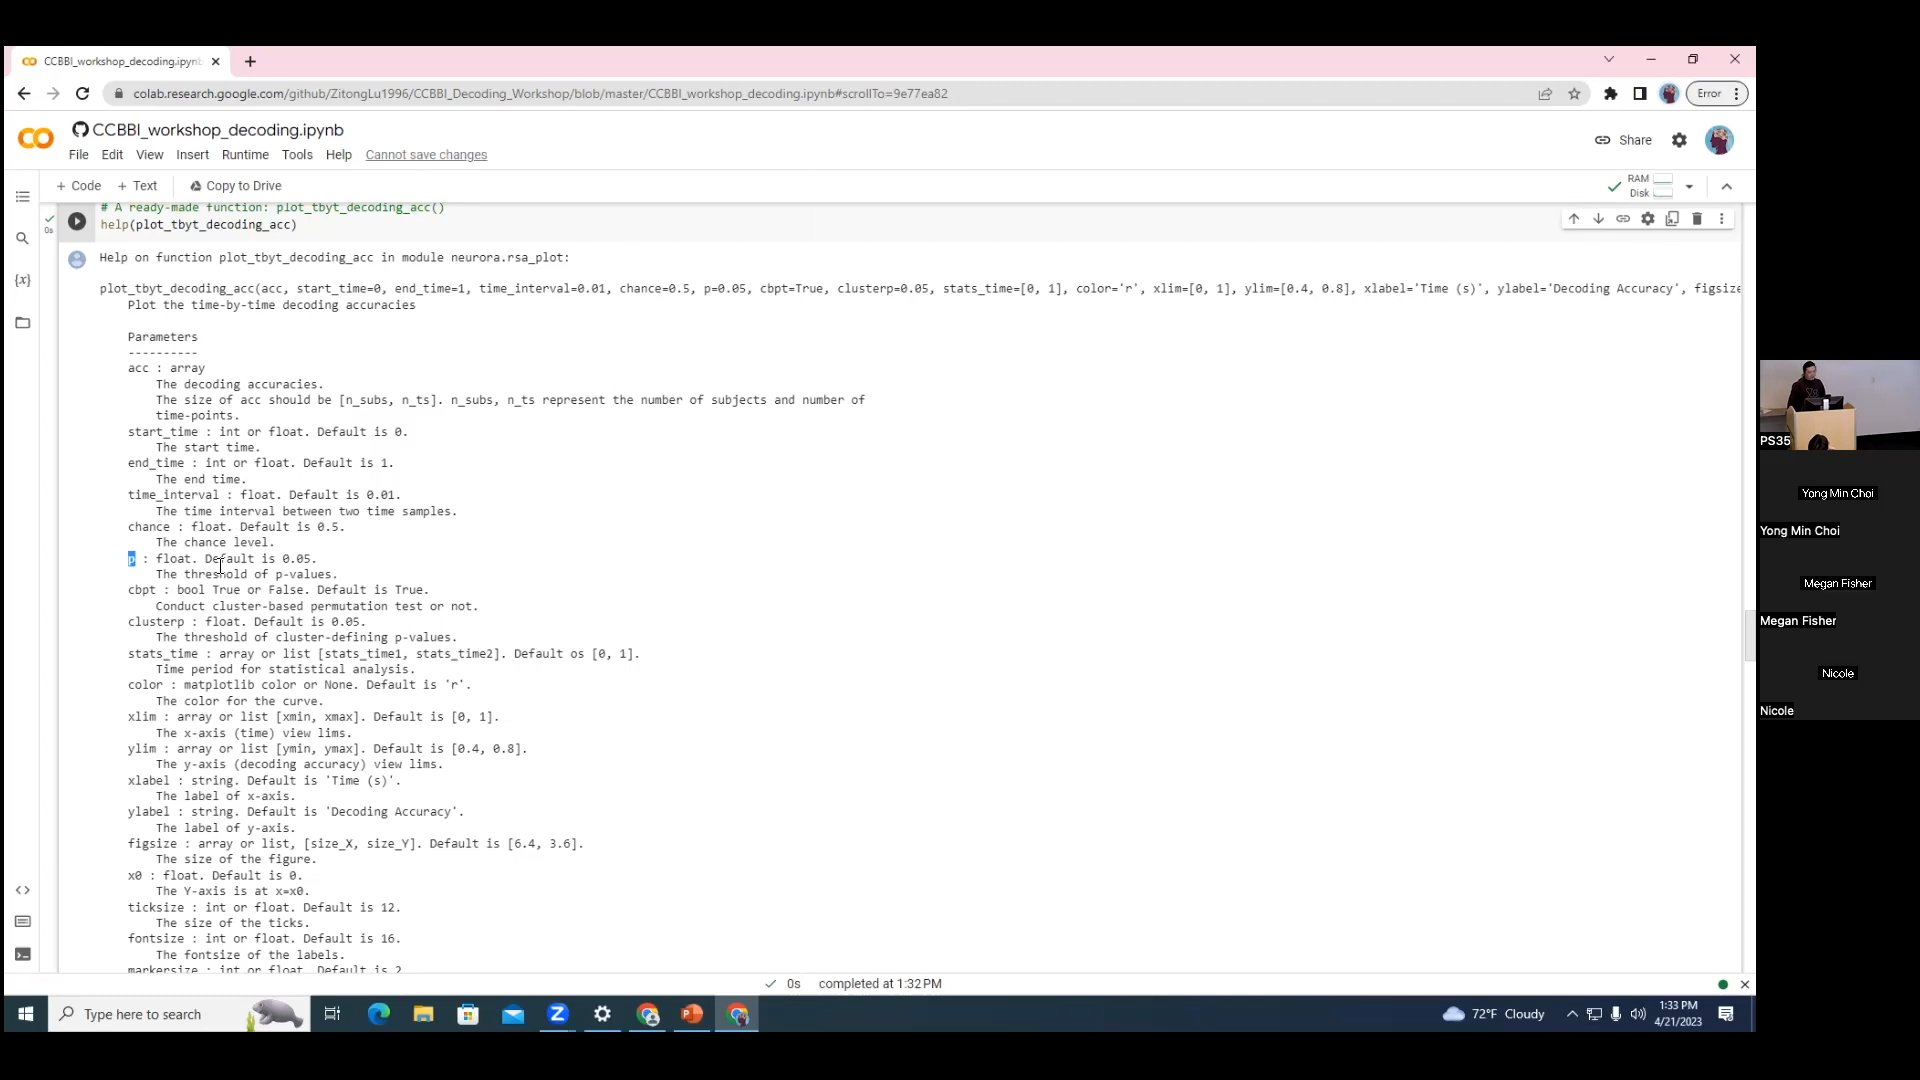 CCBBI_workshop_decoding.ipynb
colab.research.google.com/github/ZitongLu1996/CCBBI_Decoding_Workshop/blob/master/CCBBI_workshop_decoding.ipynb#scrollTo=9e77ea82
Error
CCBBI_workshop_decoding.ipynb
Share
File Edit View Insert Runtime Tools Help Cannot save changes
+ Code + Text Copy to Drive
RAM
Disk
# A ready-made function: plot_tbyt_decoding_acc()
0s
help(plot_tbyt_decoding_acc)
Help on function plot_tbyt_decoding_acc in module neurora.rsa_plot:
plot_tbyt_decoding_acc(acc, start_time=0, end_time=1, time_interval=0.01, chance=0.5, p=0.05, cbpt=True, clusterp=0.05, stats_time=[0, 1], color='r', xlim=[0, 1], ylim=[0.4, 0.8], xlabel='Time (s)', ylabel='Decoding Accuracy', figsize
Plot the time-by-time decoding accuracies
Parameters
----------
acc : array
The decoding accuracies.
The size of acc should be [n_subs, n_ts]. n_subs, n_ts represent the number of subjects and number of
time-points.
start_time : int or float. Default is 0.
The start time.
end_time : int or float. Default is 1.
The end time.
time_interval : float. Default is 0.01.
The time interval between two time samples.
chance : float. Default is 0.5.
The chance level.
p : float. Default is 0.05.
The threshold of p-values.
cbpt : bool True or False. Default is True.
Conduct cluster-based permutation test or not.
clusterp : float. Default is 0.05.
The threshold of cluster-defining p-values.
stats_time : array or list [stats_time1, stats_time2]. Default os [0, 1].
Time period for statistical analysis.
color : matplotlib color or None. Default is 'r'.
The color for the curve.
xlim : array or list [xmin, xmax]. Default is [0, 1].
The x-axis (time) view lims.
ylim : array or list [ymin, ymax]. Default is [0.4, 0.8].
The y-axis (decoding accuracy) view lims.
xlabel : string. Default is 'Time (s)'.
The label of x-axis.
ylabel : string. Default is 'Decoding Accuracy'.
The label of y-axis.
figsize : array or list, [size_X, size_Y]. Default is [6.4, 3.6].
The size of the figure.
x0 : float. Default is 0.
The Y-axis is at x=x0.
ticksize : int or float. Default is 12.
The size of the ticks.
fontsize : int or float. Default is 16.
The fontsize of the labels.
markersize : int or float. Default is 2
0s completed at 1:32 PM
Type here to search
72°F Cloudy
1:33 PM
4/21/2023
PS35
Yong Min Choi
Yong Min Choi
Megan Fisher
Megan Fisher
Nicole
Nicole